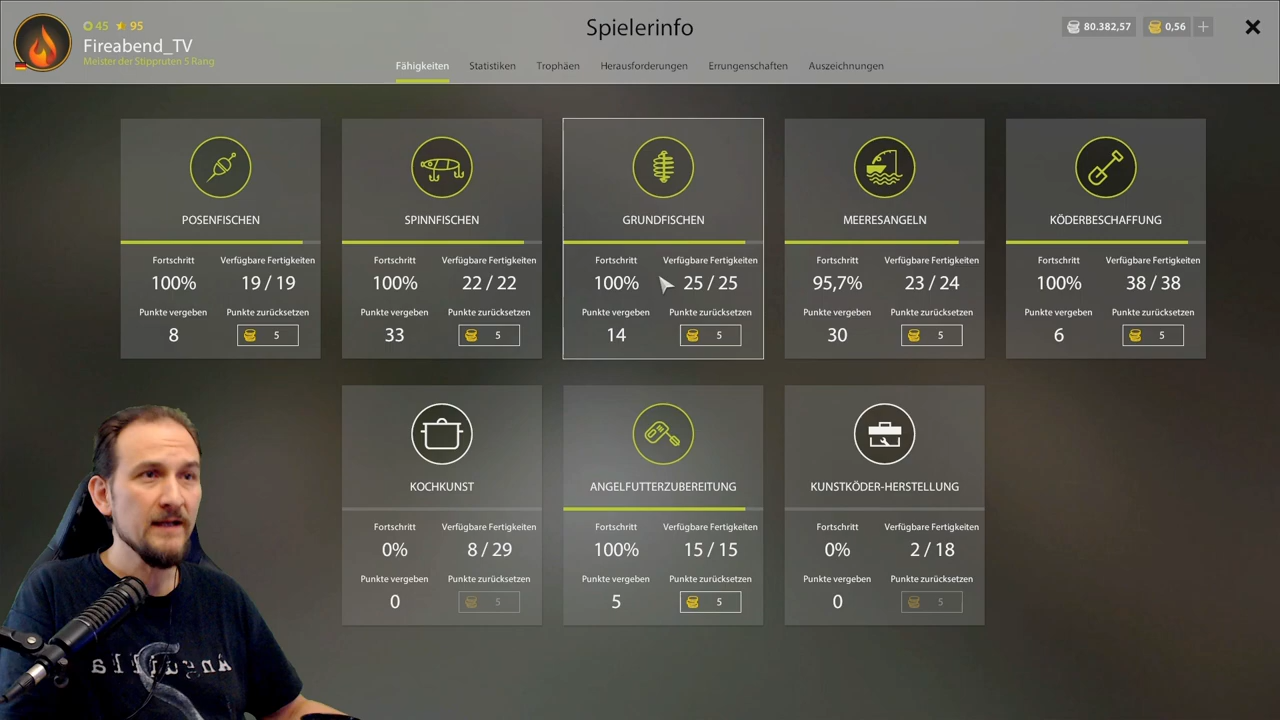 45 95
Spielerinfo
80.382,57 0,56
Fireabend_TV
Meister der Stippruten 5 Rang
Fähigkeiten Statistiken Trophäen Herausforderungen Errungenschaften Auszeichnungen
POSENFISCHEN SPINNFISCHEN GRUNDFISCHEN MEERESANGELN KÖDERBESCHAFFUNG
Fortschritt Verfügbare Fertigkeiten Fortschritt Verfügbare Fertigkeiten Fortschritt Verfügbare Fertigkeiten Fortschritt Verfügbare Fertigkeiten Fortschritt Verfügbare Fertigkeiten
100% 19 / 19 100% 22 / 22 100% 25 / 25 95,7% 23 / 24 100% 38 / 38
Punkte vergeben Punkte zurücksetzen Punkte vergeben Punkte zurücksetzen Punkte vergeben Punkte zurücksetzen Punkte vergeben Punkte zurücksetzen Punkte vergeben Punkte zurücksetzen
8 5 33 5 14 5 30 5 6 5
KOCHKUNST ANGELFUTTERZUBEREITUNG KUNSTKÖDER-HERSTELLUNG
Fortschritt Verfügbare Fertigkeiten Fortschritt Verfügbare Fertigkeiten Fortschritt Verfügbare Fertigkeiten
0% 8 / 29 100% 15 / 15 0% 2 / 18
Punkte vergeben Punkte zurücksetzen Punkte vergeben Punkte zurücksetzen Punkte vergeben Punkte zurücksetzen
0 5 5 5 0 5
Anguilla